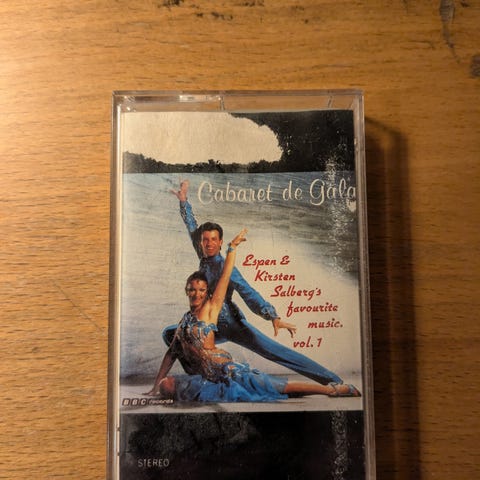 Cabaret de Gala
Espen &
Kirsten
Salberg's
favourite
music.
vol. 1
BBC records
STEREO